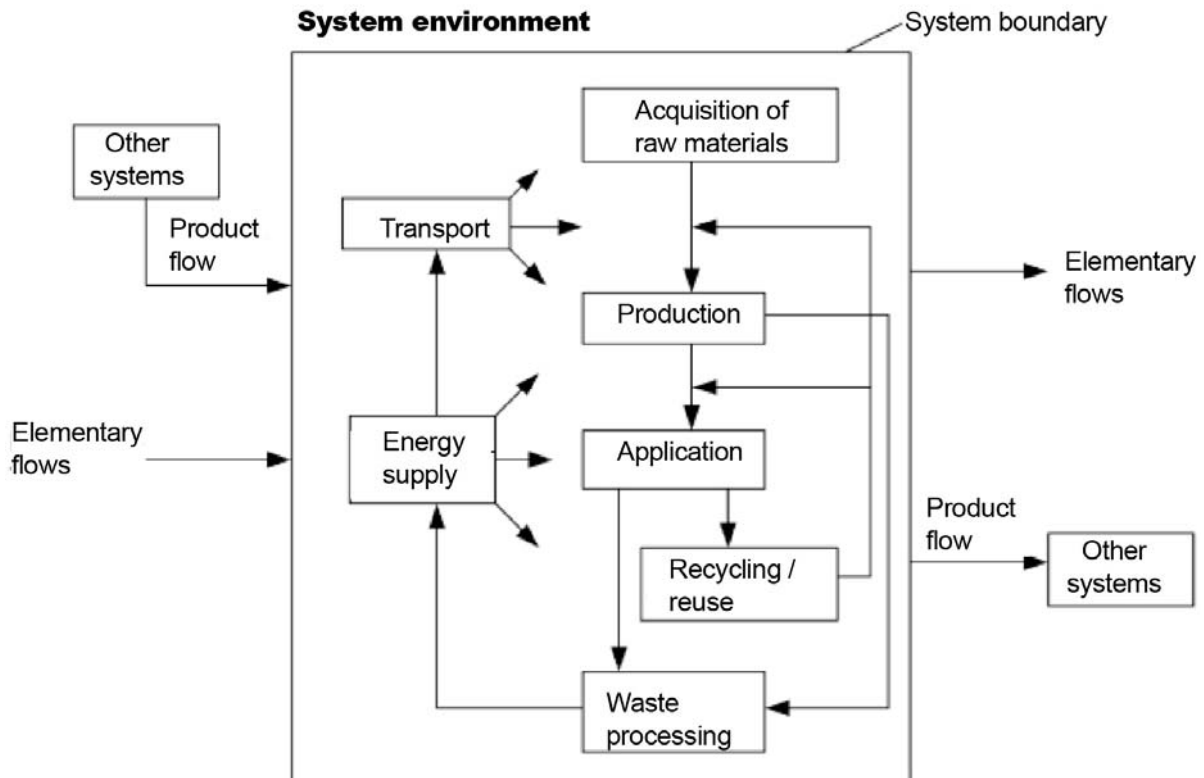 System environment
System boundary
Acquisition of
raw materials
Other
systems
Transport
Product
flow
Elementary
flows
Production
Elementary
flows
Energy
supply
Application
Product
flow
Other
systems
Recycling /
reuse
Waste
processing